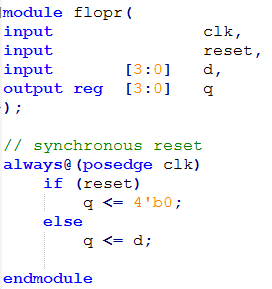 module flopr(
input clk,
input reset,
input [3:0] d,
output reg [3:0] q
);
// synchronous reset
always@(posedge clk)
if (reset)
q <= 4'b0;
else
q <= d;
endmodule